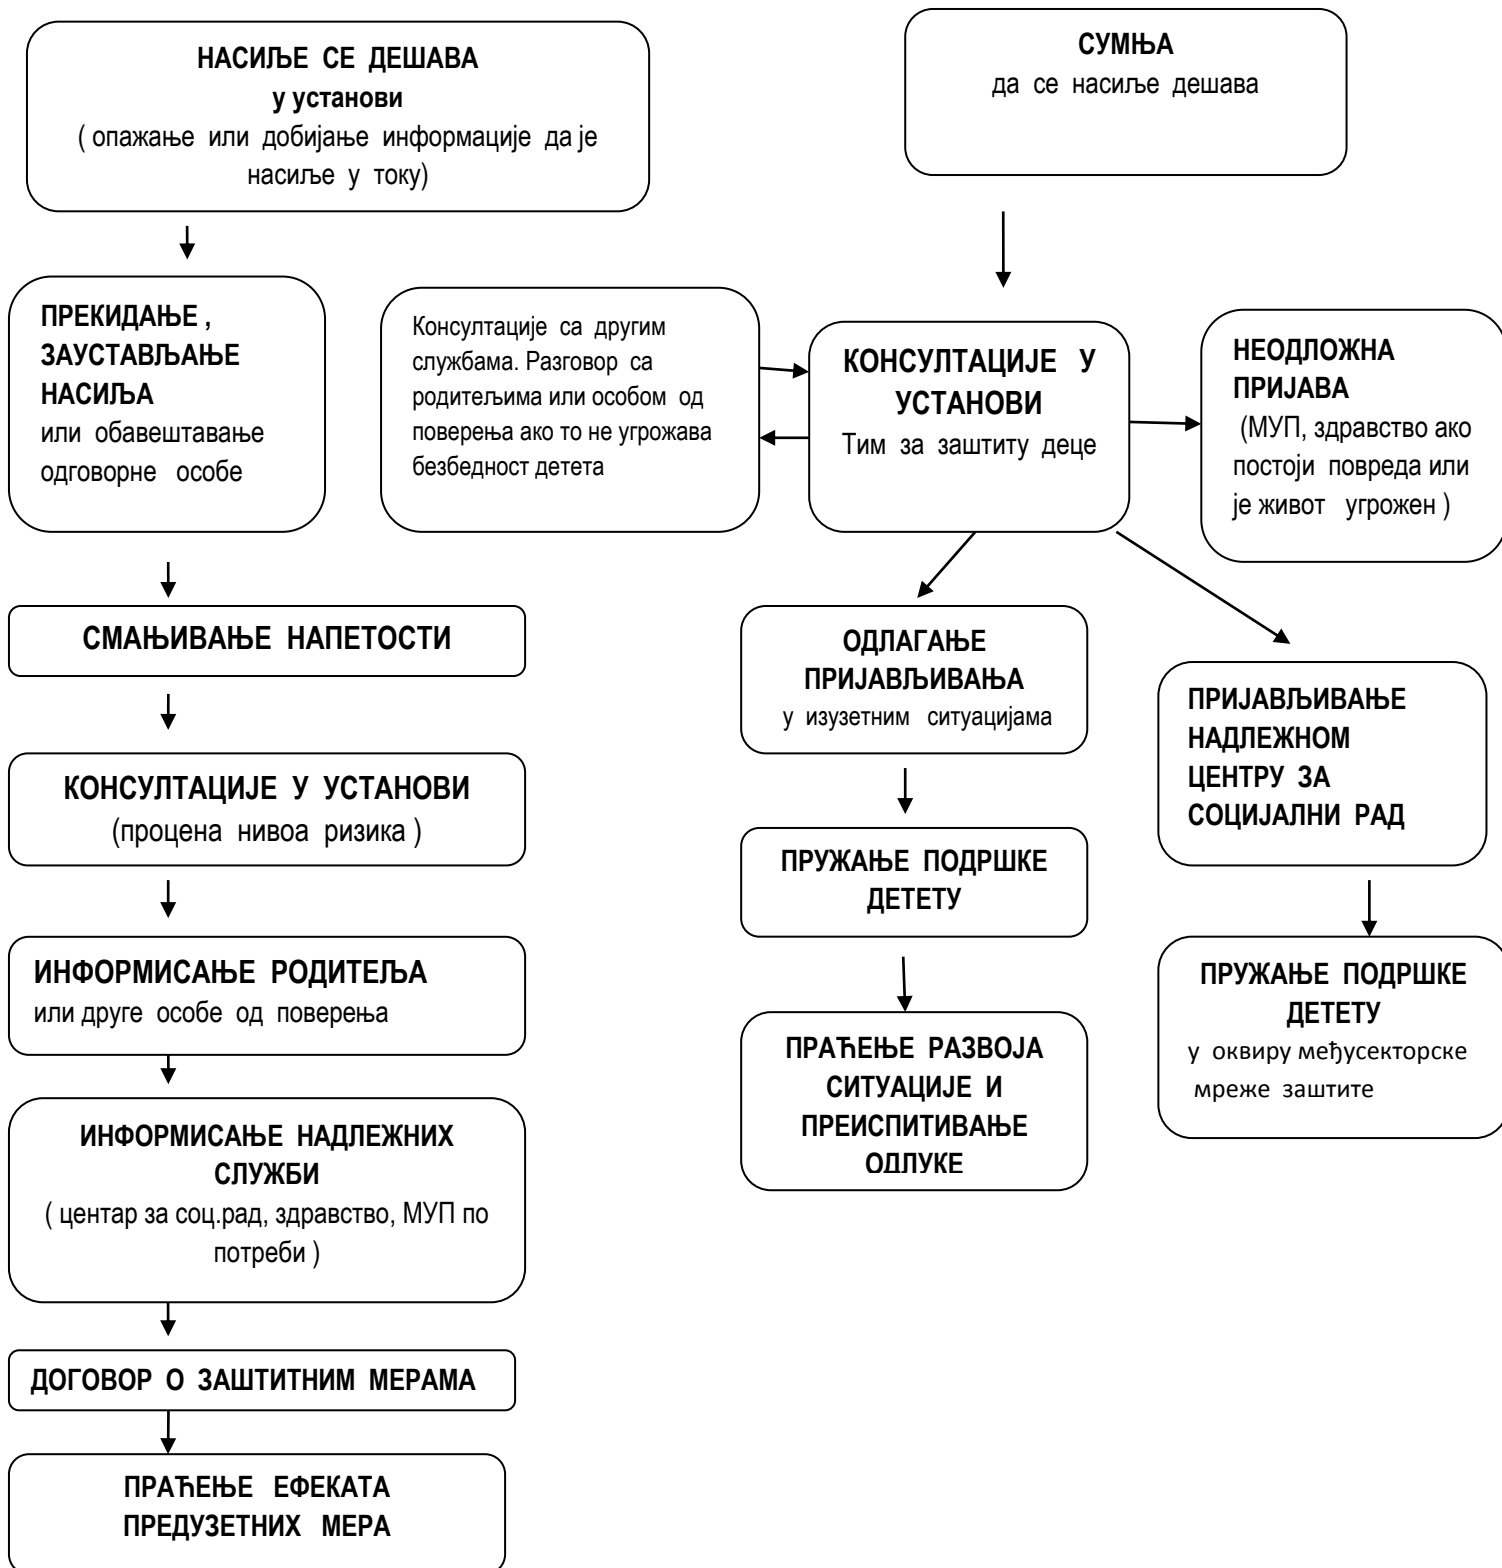 НАСИЉЕ СЕ ДЕШАВА
у установи
( опажање или добијање информације да је
насиље у току)
СУМЊА
да се насиље дешава
ПРЕКИДАЊЕ ,
ЗАУСТАВЉАЊЕ
НАСИЉА
или обавештавање
одговорне особе
Консултације са другим
службама. Разговор са
родитељима или особом од
поверења ако то не угрожава
безбедност детета
КОНСУЛТАЦИЈЕ У
УСТАНОВИ
Тим за заштиту деце
НЕОДЛОЖНА
ПРИЈАВА
(МУП, здравство ако
постоји повреда или
је живот угрожен )
СМАЊИВАЊЕ НАПЕТОСТИ
КОНСУЛТАЦИЈЕ У УСТАНОВИ
(процена нивоа ризика )
ИНФОРМИСАЊЕ РОДИТЕЉА
или друге особе од поверења
ИНФОРМИСАЊЕ НАДЛЕЖНИХ
СЛУЖБИ
( центар за соц.рад, здравство, МУП по
потреби )
ДОГОВОР О ЗАШТИТНИМ МЕРАМА
ПРАЋЕЊЕ ЕФЕКАТА
ПРЕДУЗЕТНИХ МЕРА
ОДЛАГАЊЕ
ПРИЈАВЉИВАЊА
у изузетним ситуацијама
ПРУЖАЊЕ ПОДРШКЕ
ДЕТЕТУ
ПРАЋЕЊЕ РАЗВОЈА
СИТУАЦИЈЕ И
ПРЕИСПИТИВАЊЕ
ОДЛУКЕ
ПРИЈАВЉИВАЊЕ
НАДЛЕЖНОМ
ЦЕНТРУ ЗА
СОЦИЈАЛНИ РАД
ПРУЖАЊЕ ПОДРШКЕ
ДЕТЕТУ
у оквиру међусекторске
мреже заштите